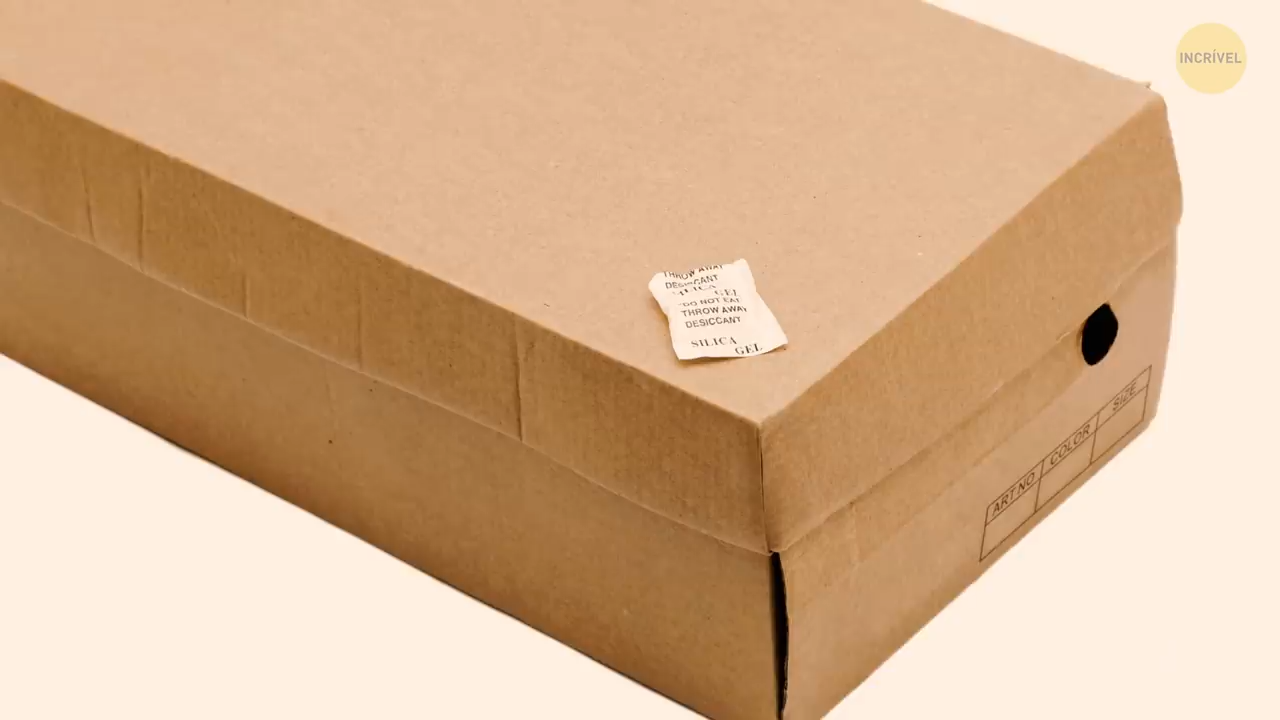 INCRÍVEL
THROW AWAY
DESICCANT
SILICA GEL
"DO NOT EAT
THROW AWAY
DESICCANT
SILICA
GEL
ART NO COLOR SIZE